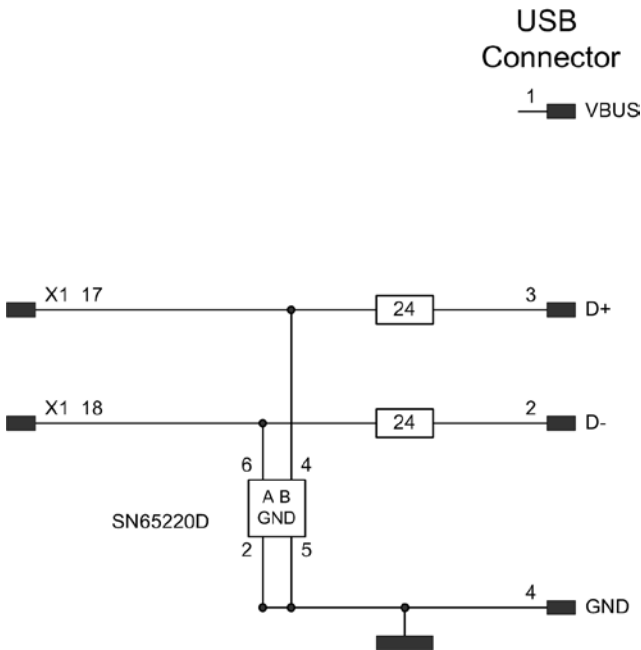 USB
Connector
1 VBUS
X1 17 24 3 D+
X1 18 24 2 D-
6 4
A B
SN65220D GND
2 5
4 GND